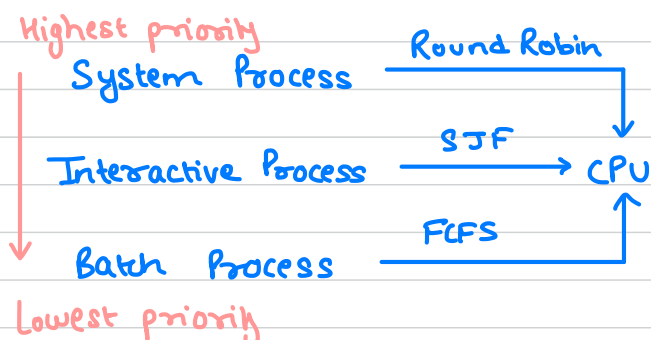 Highest priority
Round Robin
System Process
SJF
Interactive Process
CPU
FCFS
Batch Process
Lowest priority